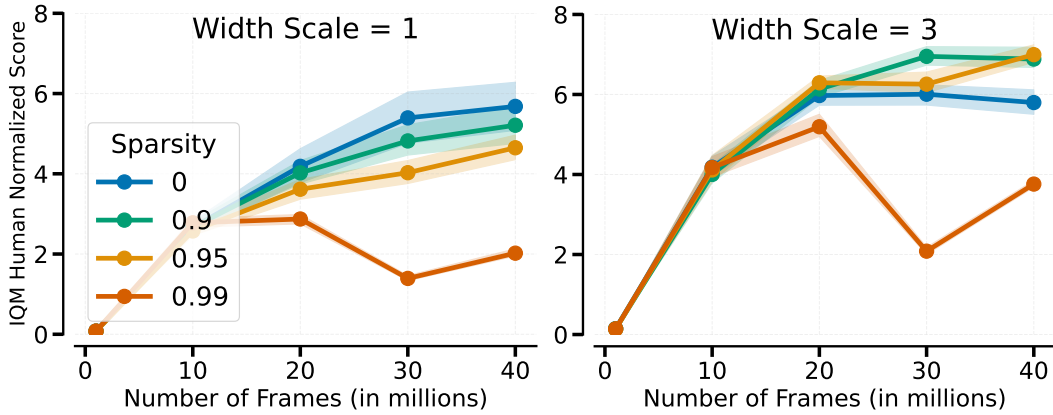 Width Scale = 1
IQM Human Normalized Score
8
6
4
2
0
Sparsity
0
0.9
0.95
0.99
0 10 20 30 40
Number of Frames (in millions)
Width Scale = 3
8
6
4
2
0
0 10 20 30 40
Number of Frames (in millions)